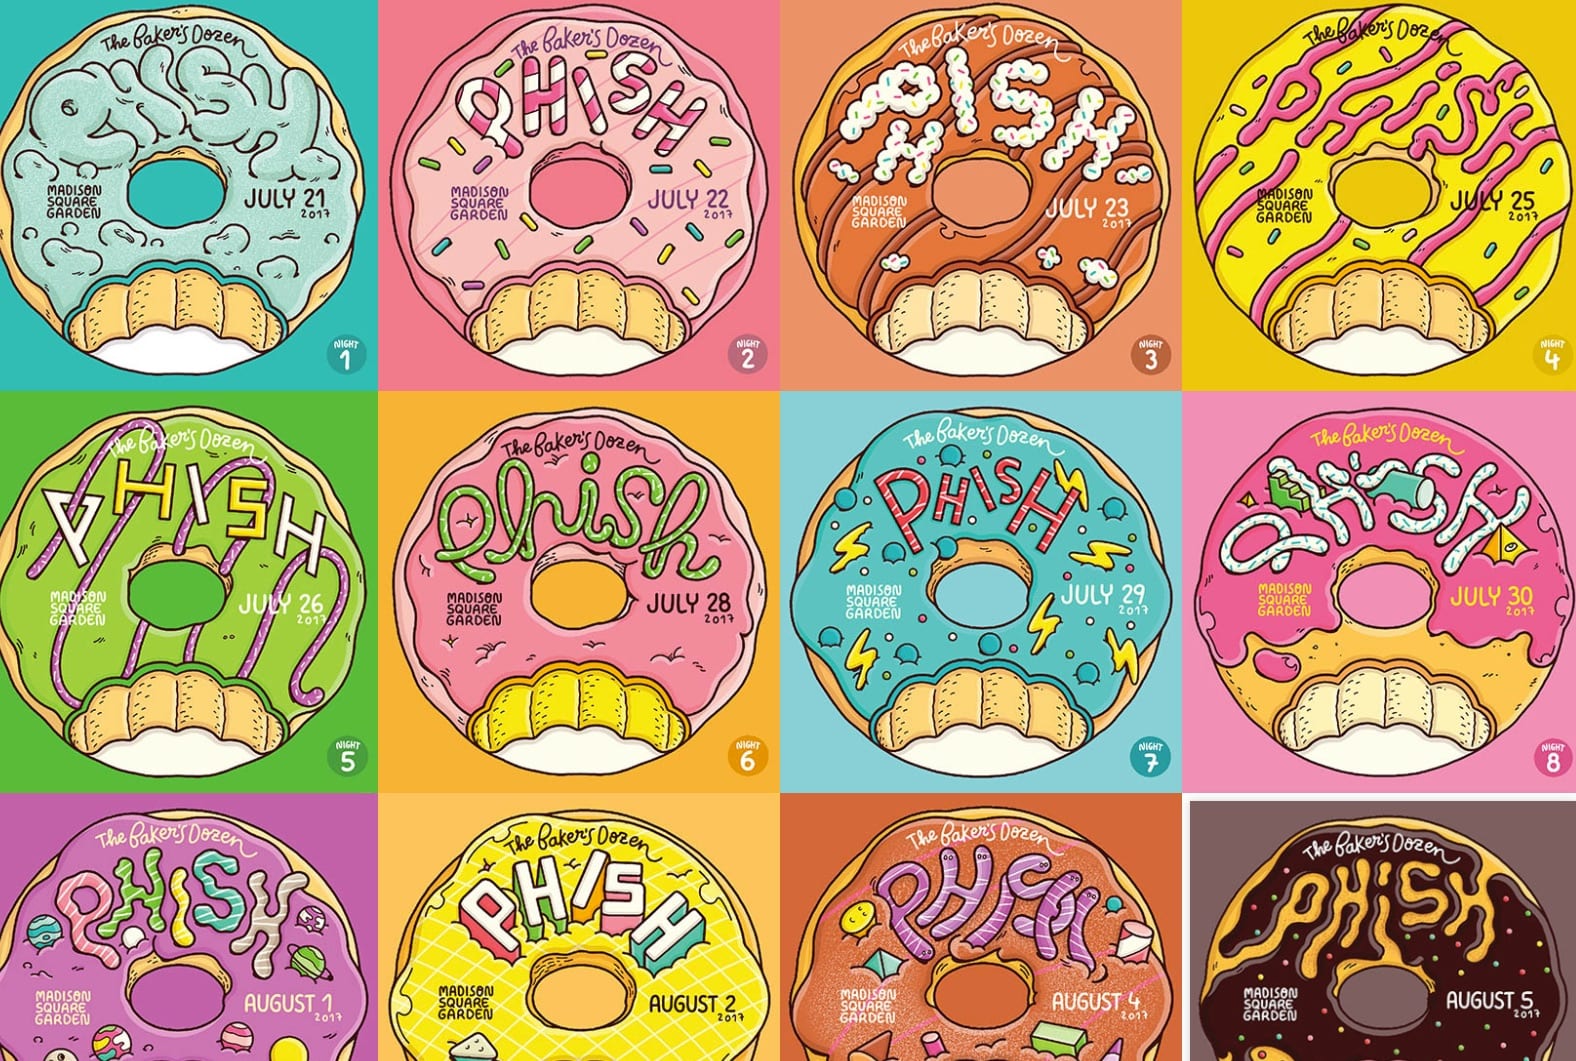 The Baker's Dozen
PHISH
MADISON
SQUARE
GARDEN
JULY 21
2017
NIGHT
1
The Baker's Dozen
PHISH
MADISON
SQUARE
GARDEN
JULY 22
2017
NIGHT
2
The Baker's Dozen
PHISH
MADISON
SQUARE
GARDEN
JULY 23
2017
NIGHT
3
The Baker's Dozen
PHiSH
MADISON
SQUARE
GARDEN
JULY 25
2017
NIGHT
4
The Baker's Dozen
PHISH
MADISON
SQUARE
GARDEN
JULY 26
2017
NIGHT
5
The Baker's Dozen
Phish
MADISON
SQUARE
GARDEN
JULY 28
2017
NIGHT
6
The Baker's Dozen
PHISH
MADISON
SQUARE
GARDEN
JULY 29
2017
NIGHT
7
The Baker's Dozen
PHiSH
MADISON
SQUARE
GARDEN
JULY 30
2017
NIGHT
8
The Baker's Dozen
PHISH
MADISON
SQUARE
GARDEN
AUGUST 1
2017
The Baker's Dozen
PHISH
MADISON
SQUARE
GARDEN
AUGUST 2
2017
The Baker's Dozen
PHISH
MADISON
SQUARE
GARDEN
AUGUST 4
2017
The Baker's Dozen
PHiSH
MADISON
SQUARE
GARDEN
AUGUST 5
2017